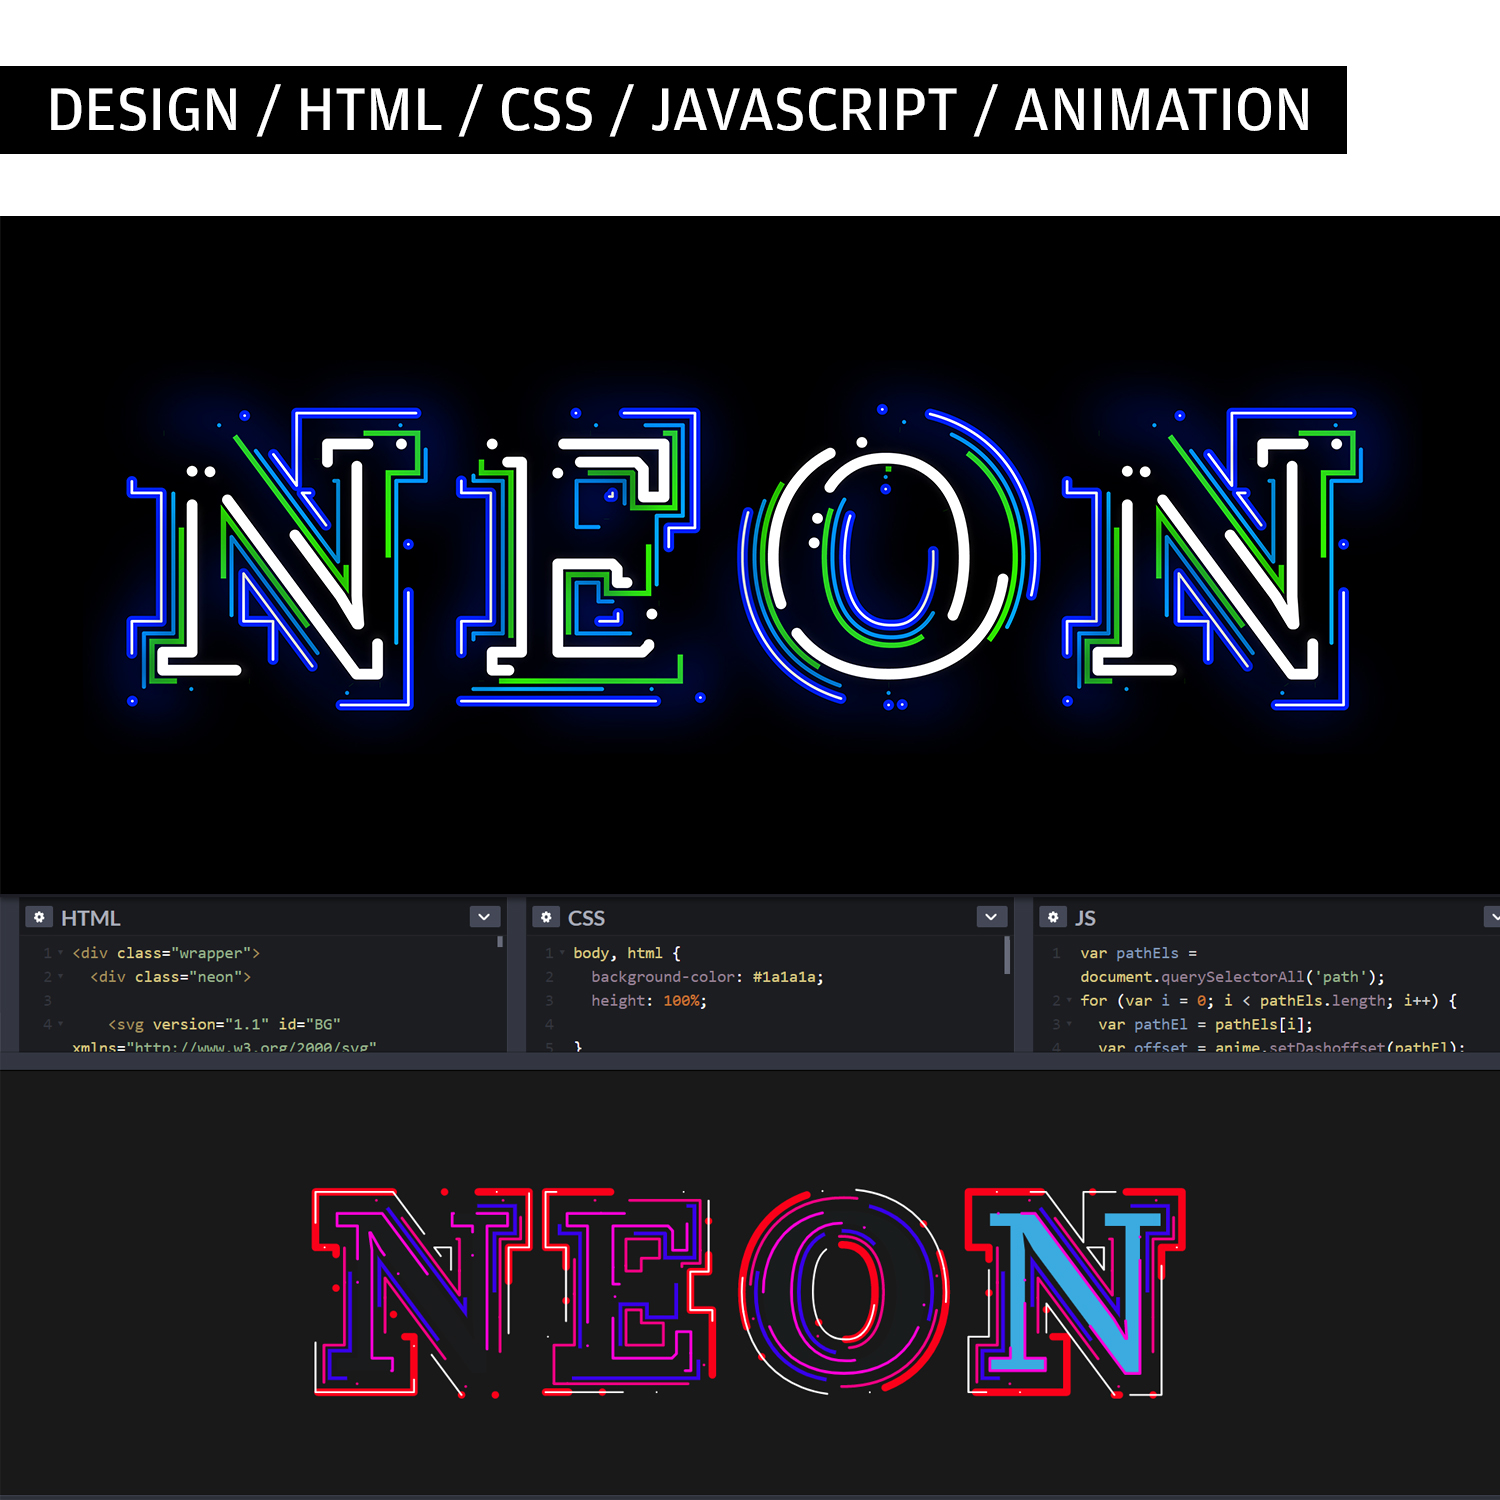 DESIGN / HTML / CSS / JAVASCRIPT / ANIMATION
NEON
HTML
1 <div class="wrapper">
2 <div class="neon">
3
4 <svg version="1.1" id="BG"
xmlns="http://www.w3.org/2000/svg"
CSS
1 body, html {
2 background-color: #1a1a1a;
3 height: 100%;
4
5 }
JS
1 var pathEls =
document.querySelectorAll('path');
2 for (var i = 0; i < pathEls.length; i++) {
3 var pathEl = pathEls[i];
4 var offset = anime.setDashoffset(pathEl);
NEON